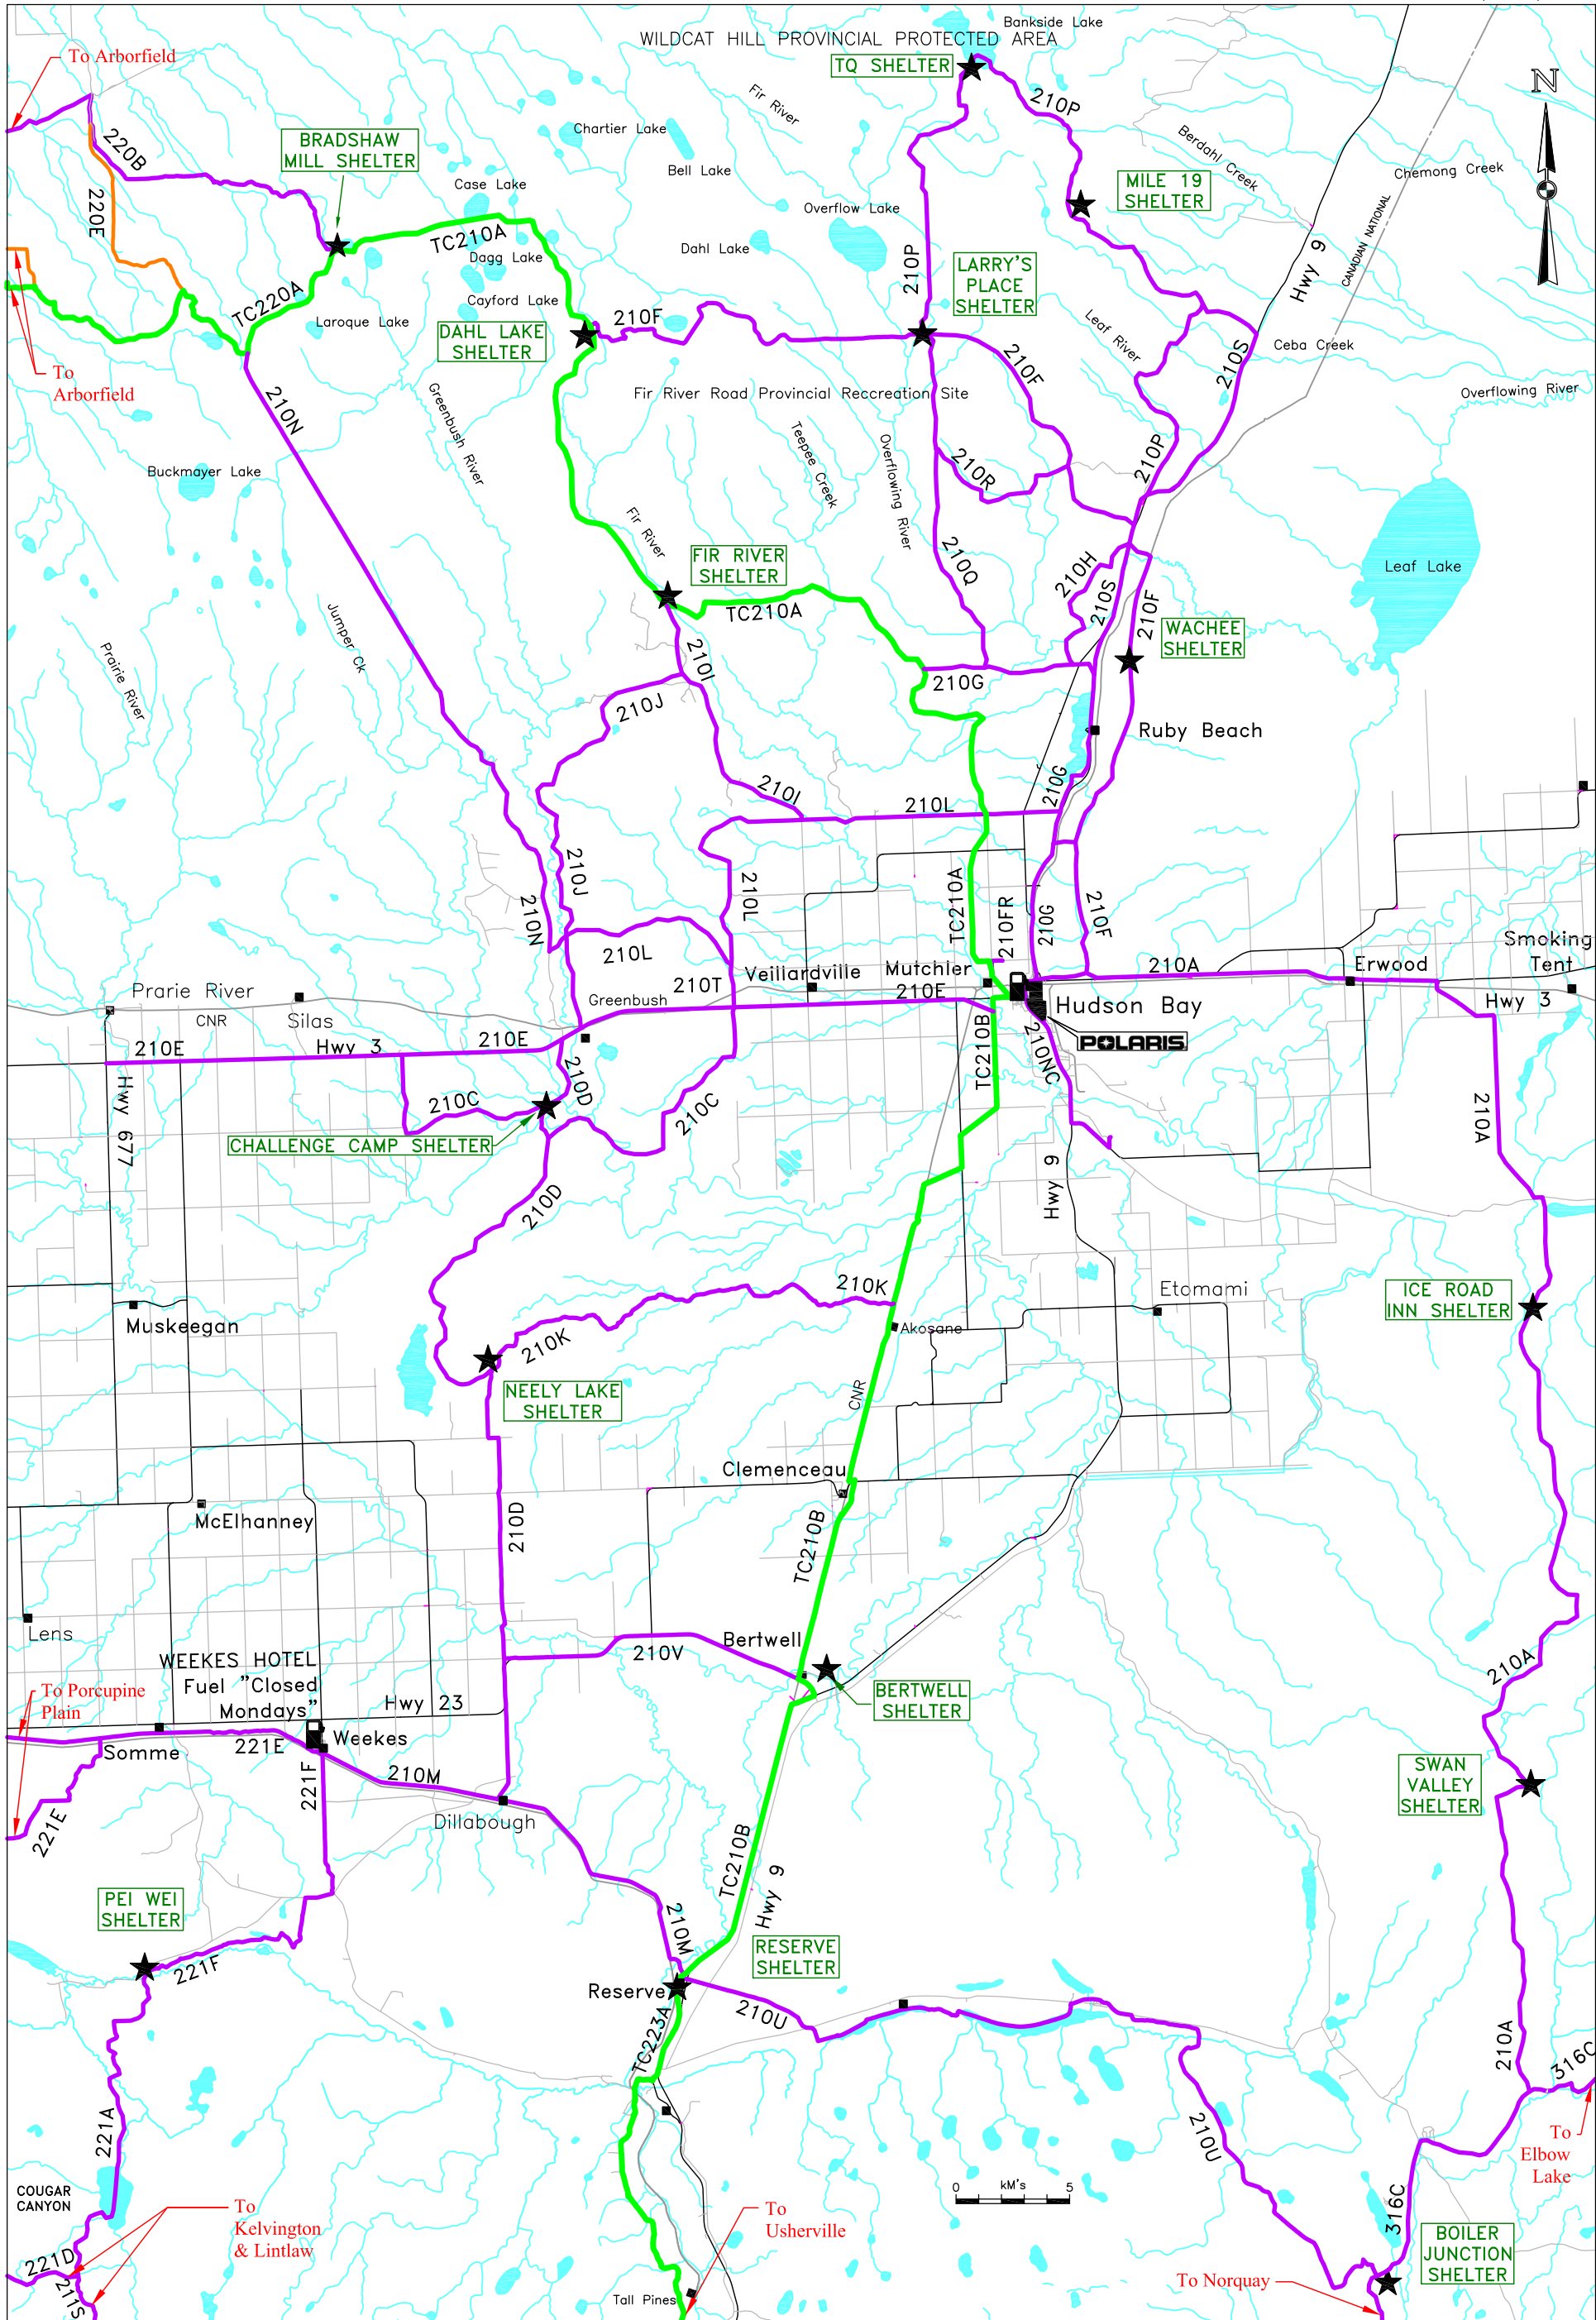 Bankside Lake
WILDCAT HILL PROVINCIAL PROTECTED AREA
To Arborfield
TQ SHELTER
N
210P
Fir River
220B
BRADSHAW
MILL SHELTER
Chartier Lake
Berdahl Creek
Chemong Creek
Bell Lake
Case Lake
MILE 19
SHELTER
220E
Overflow Lake
TC210A
Dahl Lake
Dagg Lake
210P
LARRY'S
PLACE
SHELTER
Hwy 9
CANADIAN NATIONAL
TC220A
Cayford Lake
Laroque Lake
DAHL LAKE
SHELTER
210F
Leaf River
Ceba Creek
To
Arborfield
210F
210S
210N
Greenbush River
Fir River Road Provincial Reccreation Site
Overflowing River
Teepee Creek
Overflowing River
210P
Buckmayer Lake
210R
Fir River
FIR RIVER
SHELTER
210Q
210H
Leaf Lake
210S
TC210A
210F
WACHEE
SHELTER
Jumper Ck
Prairie River
210I
210G
210J
Ruby Beach
210I
210G
210L
210J
210L
TC210A
210FR
210G
210F
210N
210L
Smoking
Tent
210T
Veillardville
Mutchler
210A
Erwood
Prarie River
Greenbush
210E
Hwy 3
CNR
Silas
Hudson Bay
210E
Hwy 3
210E
POLARIS
TC210B
210NC
Hwy 677
210D
210C
210C
210A
CHALLENGE CAMP SHELTER
Hwy 9
210D
210K
Etomami
ICE ROAD
INN SHELTER
Muskeegan
Akosane
210K
NEELY LAKE
SHELTER
CNR
Clemenceau
McElhanney
210D
TC210B
Lens
Bertwell
210V
WEEKES HOTEL
Fuel "Closed
Mondays"
210A
To Porcupine
Plain
Hwy 23
BERTWELL
SHELTER
Somme
221E
Weekes
221F
210M
SWAN
VALLEY
SHELTER
221E
Dillabough
TC210B
PEI WEI
SHELTER
Hwy 9
210M
RESERVE
SHELTER
221F
Reserve
210U
TC223A
210A
316C
221A
210U
To
Elbow
Lake
COUGAR
CANYON
0 kM's 5
To
Kelvington
& Lintlaw
To
Usherville
316C
BOILER
JUNCTION
SHELTER
221D
211S
Tall Pines
To Norquay